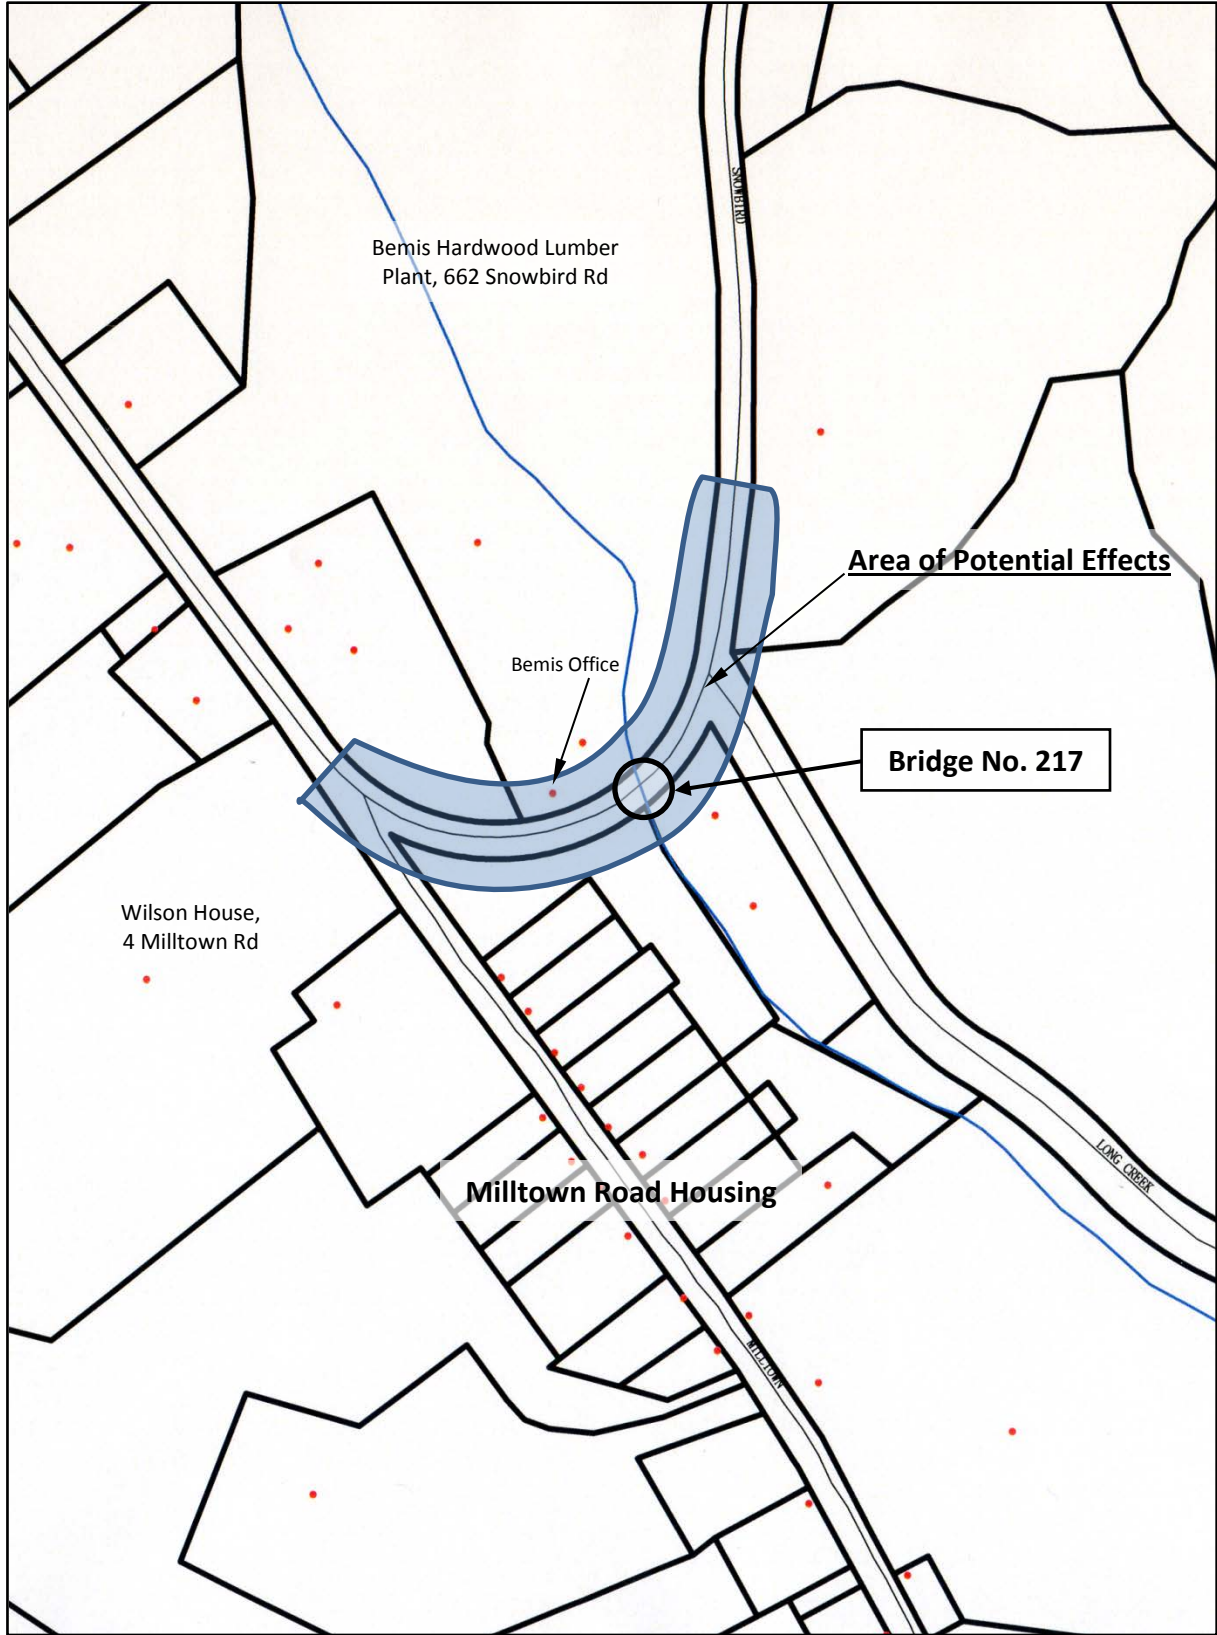 SNOWBIRD
Bemis Hardwood Lumber
Plant, 662 Snowbird Rd
Area of Potential Effects
Bemis Office
Bridge No. 217
Wilson House,
4 Milltown Rd
LONG CREEK
Milltown Road Housing
MILLTOWN